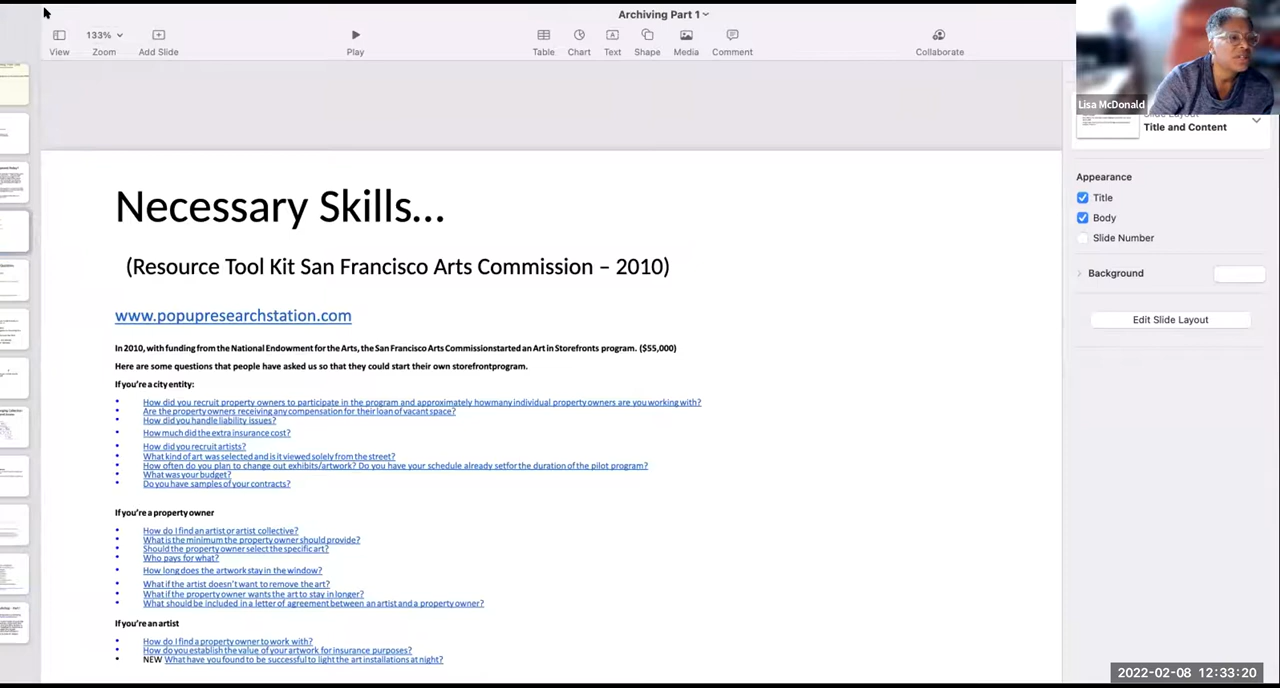 Archiving Part 1
133%
View
Zoom
Add Slide
Play
Table
Chart
Text
Shape
Media
Comment
Collaborate
Lisa McDonald
Slide Layout
Title and Content
Appearance
Title
Body
Slide Number
Background
Edit Slide Layout
Necessary Skills...
(Resource Tool Kit San Francisco Arts Commission – 2010)
www.popupresearchstation.com
In 2010, with funding from the National Endowment for the Arts, the San Francisco Arts Commissionstarted an Art in Storefronts program. ($55,000)
Here are some questions that people have asked us so that they could start their own storefrontprogram.
If you're a city entity:
How did you recruit property owners to participate in the program and approximately howmany individual property owners are you working with?
Are the property owners receiving any compensation for their loan of vacant space?
How did you handle liability issues?
How much did the extra insurance cost?
How did you recruit artists?
What kind of art was selected and is it viewed solely from the street?
How often do you plan to change out exhibits/artwork? Do you have your schedule already setfor the duration of the pilot program?
What was your budget?
Do you have samples of your contracts?
If you're a property owner
How do I find an artist or artist collective?
What is the minimum the property owner should provide?
Should the property owner select the specific art?
Who pays for what?
How long does the artwork stay in the window?
What if the artist doesn't want to remove the art?
What if the property owner wants the art to stay in longer?
What should be included in a letter of agreement between an artist and a property owner?
If you're an artist
How do I find a property owner to work with?
How do you establish the value of your artwork for insurance purposes?
NEW What have you found to be successful to light the art installations at night?
2022-02-08 12:33:20